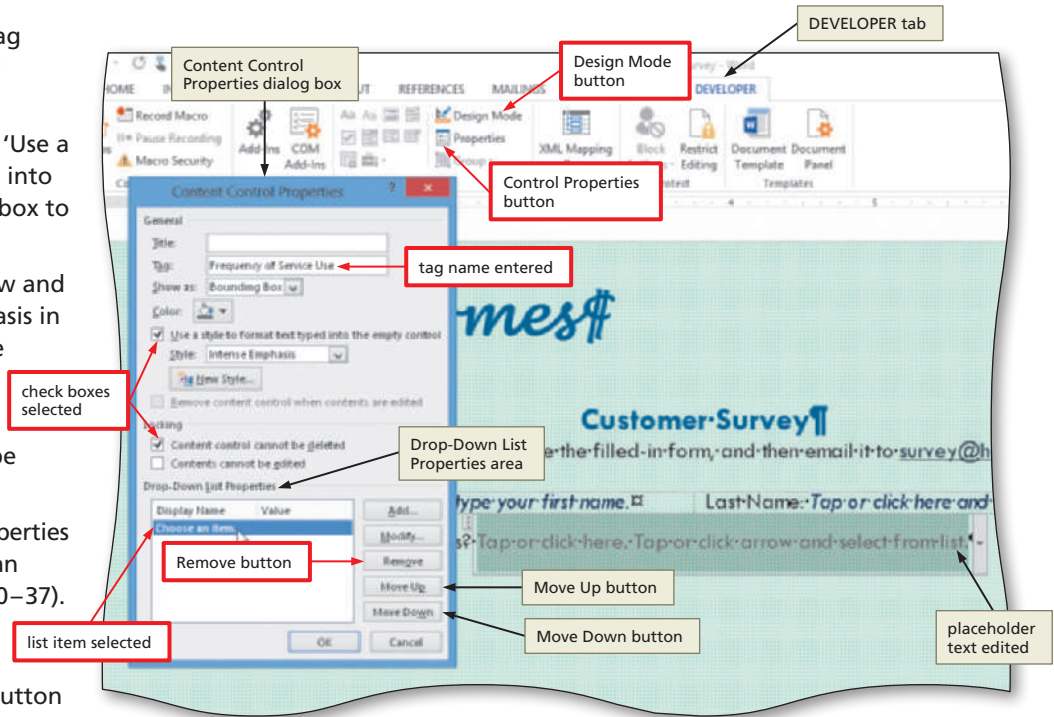 ag
‘Use a
into
box to
w and
asis in
e
be
operties
an
0–37).
utton
DEVELOPER tab
Content Control
Properties dialog box
Design Mode
button
Control Properties
button
tag name entered
check boxes
selected
Drop-Down List
Properties area
Remove button
Move Up button
Move Down button
list item selected
placeholder
text edited
Word
REFERENCES
DEVELOPER
Record Macro
Pause Recording
Macro Security
Add-Ins
COM
Add-Ins
Design Mode
Properties
XML Mapping
Block
Restrict
Editing
Document
Template
Document
Panel
Templates
4
5
Content Control Properties
?
General
Title:
Tag: Frequency of Service Use
Show as: Bounding Box
Color:
Use a style to format text typed into the empty control
Style: Intense Emphasis
New Style...
Remove content control when contents are edited
Locking
Content control cannot be deleted
Contents cannot be edited
Drop-Down List Properties
Display Name Value
Choose an item.
Add...
Modify...
Remove
Move Up
Move Down
OK Cancel
mes¶
Customer·Survey¶
e·the·filled-in·form,·and·then·email·it·to·survey@h
type·your·first·name.¤ Last·Name:·Tap·or·click·here·and·
s?·Tap·or·click·here.·Tap·or·click·arrow·and·select·from·list.